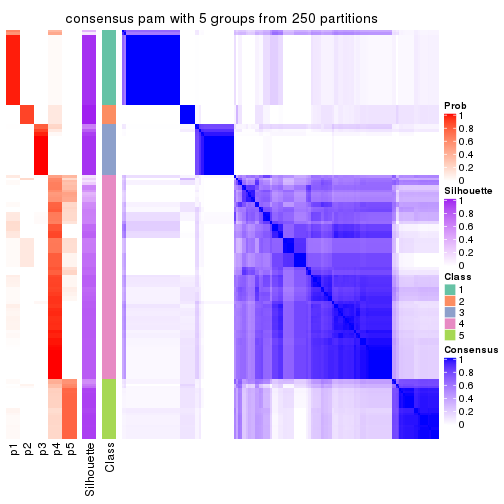 consensus pam with 5 groups from 250 partitions
Prob
1
0.8
0.6
0.4
0.2
0
Silhouette
1
0.8
0.6
0.4
0.2
0
Class
1
2
3
4
5
Consensus
1
0.8
0.6
0.4
0.2
0
p1
p2
p3
p4
p5
Silhouette
Class